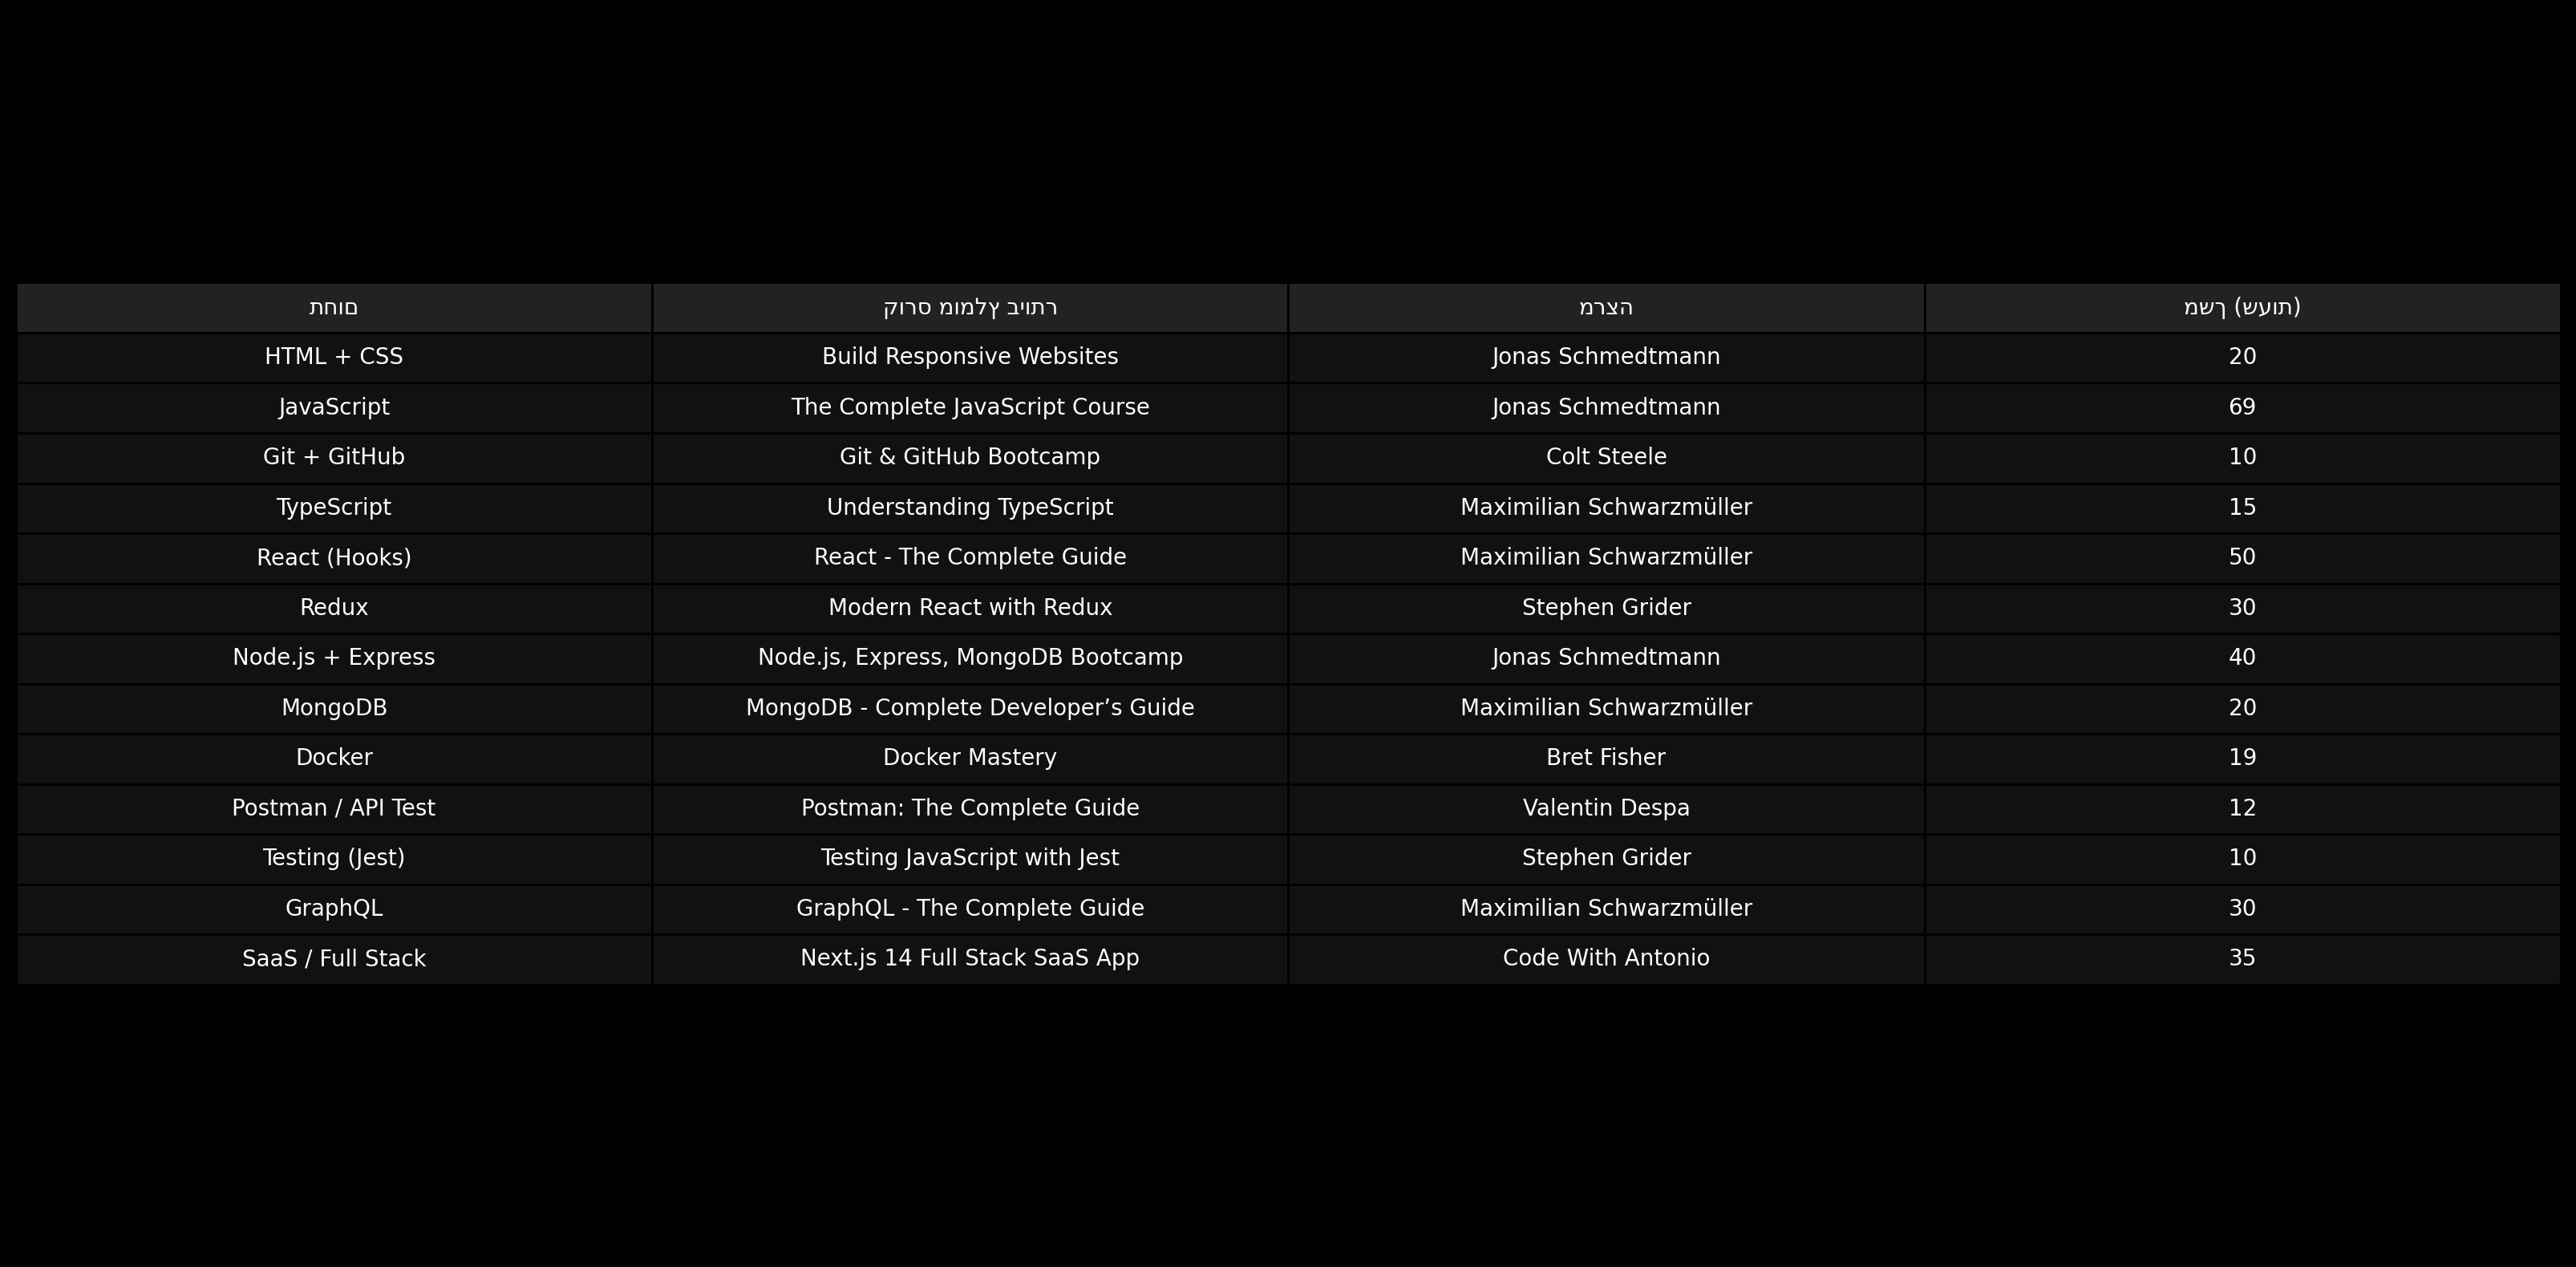 תחום קורס מומלץ ביותר מרצה משך (שעות)
HTML + CSS Build Responsive Websites Jonas Schmedtmann 20
JavaScript The Complete JavaScript Course Jonas Schmedtmann 69
Git + GitHub Git & GitHub Bootcamp Colt Steele 10
TypeScript Understanding TypeScript Maximilian Schwarzmüller 15
React (Hooks) React - The Complete Guide Maximilian Schwarzmüller 50
Redux Modern React with Redux Stephen Grider 30
Node.js + Express Node.js, Express, MongoDB Bootcamp Jonas Schmedtmann 40
MongoDB MongoDB - Complete Developer’s Guide Maximilian Schwarzmüller 20
Docker Docker Mastery Bret Fisher 19
Postman / API Test Postman: The Complete Guide Valentin Despa 12
Testing (Jest) Testing JavaScript with Jest Stephen Grider 10
GraphQL GraphQL - The Complete Guide Maximilian Schwarzmüller 30
SaaS / Full Stack Next.js 14 Full Stack SaaS App Code With Antonio 35